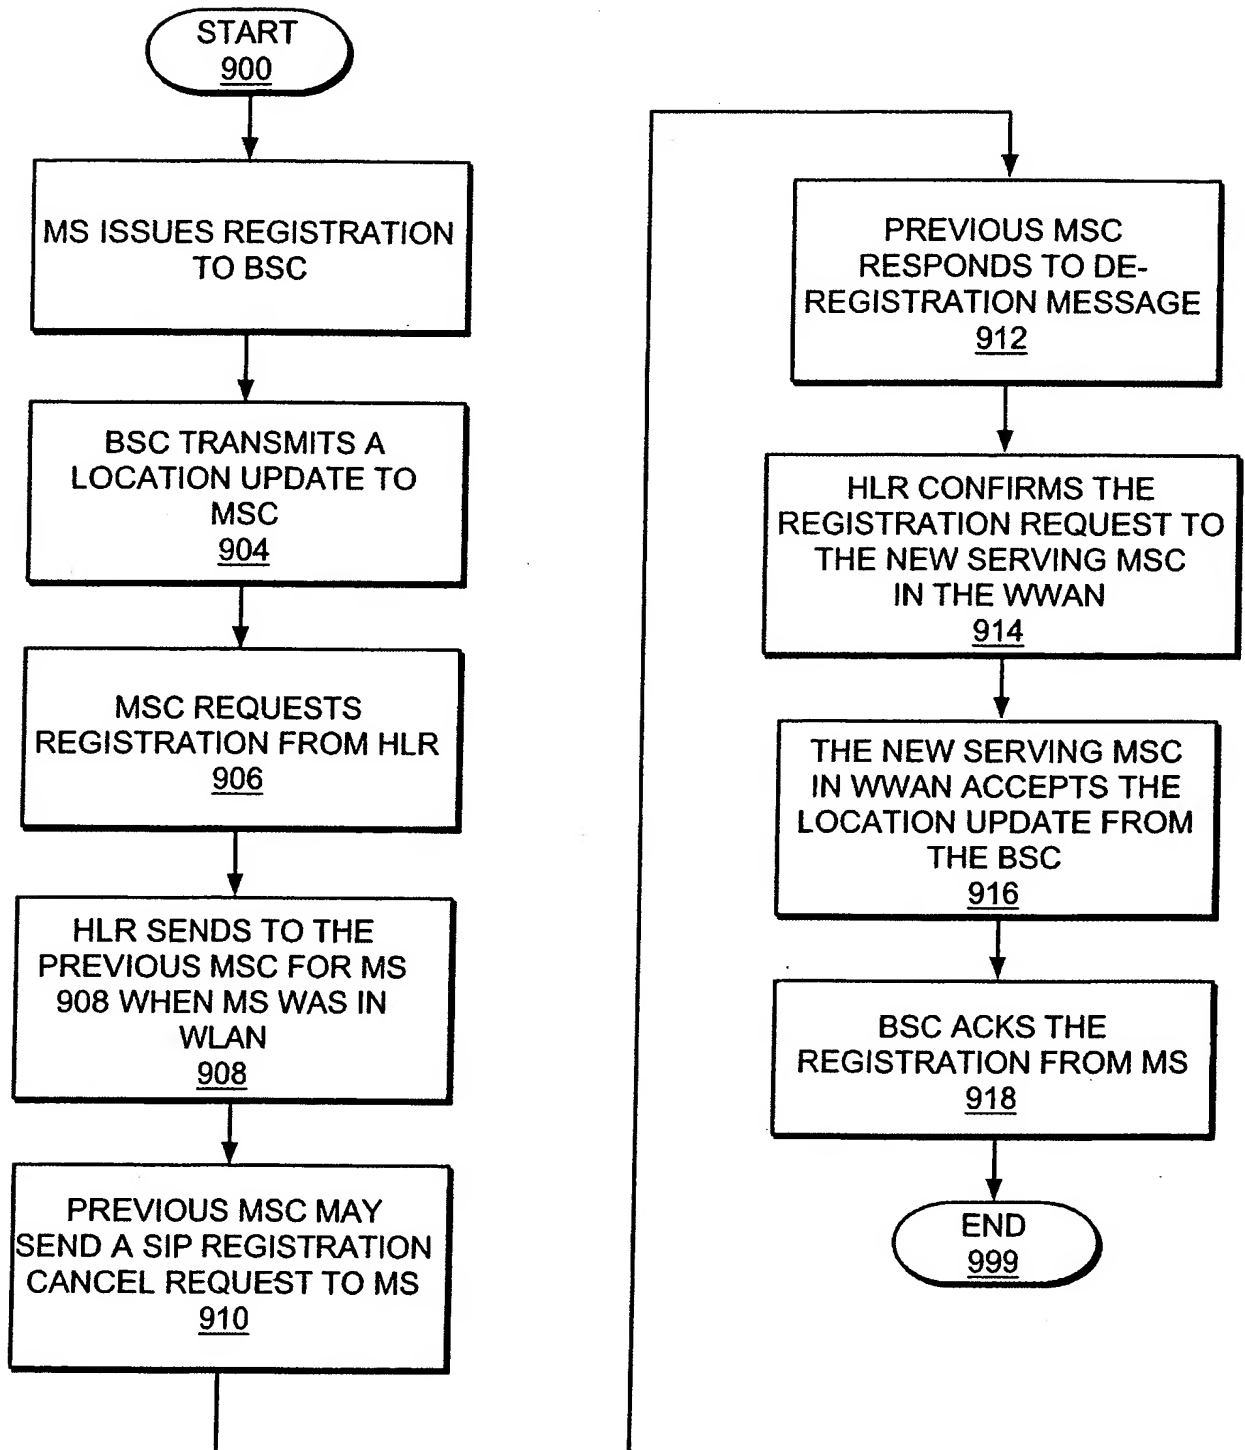 START
900
MS ISSUES REGISTRATION
TO BSC
BSC TRANSMITS A
LOCATION UPDATE TO
MSC
904
MSC REQUESTS
REGISTRATION FROM HLR
906
HLR SENDS TO THE
PREVIOUS MSC FOR MS
908 WHEN MS WAS IN
WLAN
908
PREVIOUS MSC MAY
SEND A SIP REGISTRATION
CANCEL REQUEST TO MS
910
PREVIOUS MSC
RESPONDS TO DE-
REGISTRATION MESSAGE
912
HLR CONFIRMS THE
REGISTRATION REQUEST TO
THE NEW SERVING MSC
IN THE WWAN
914
THE NEW SERVING MSC
IN WWAN ACCEPTS THE
LOCATION UPDATE FROM
THE BSC
916
BSC ACKS THE
REGISTRATION FROM MS
918
END
999